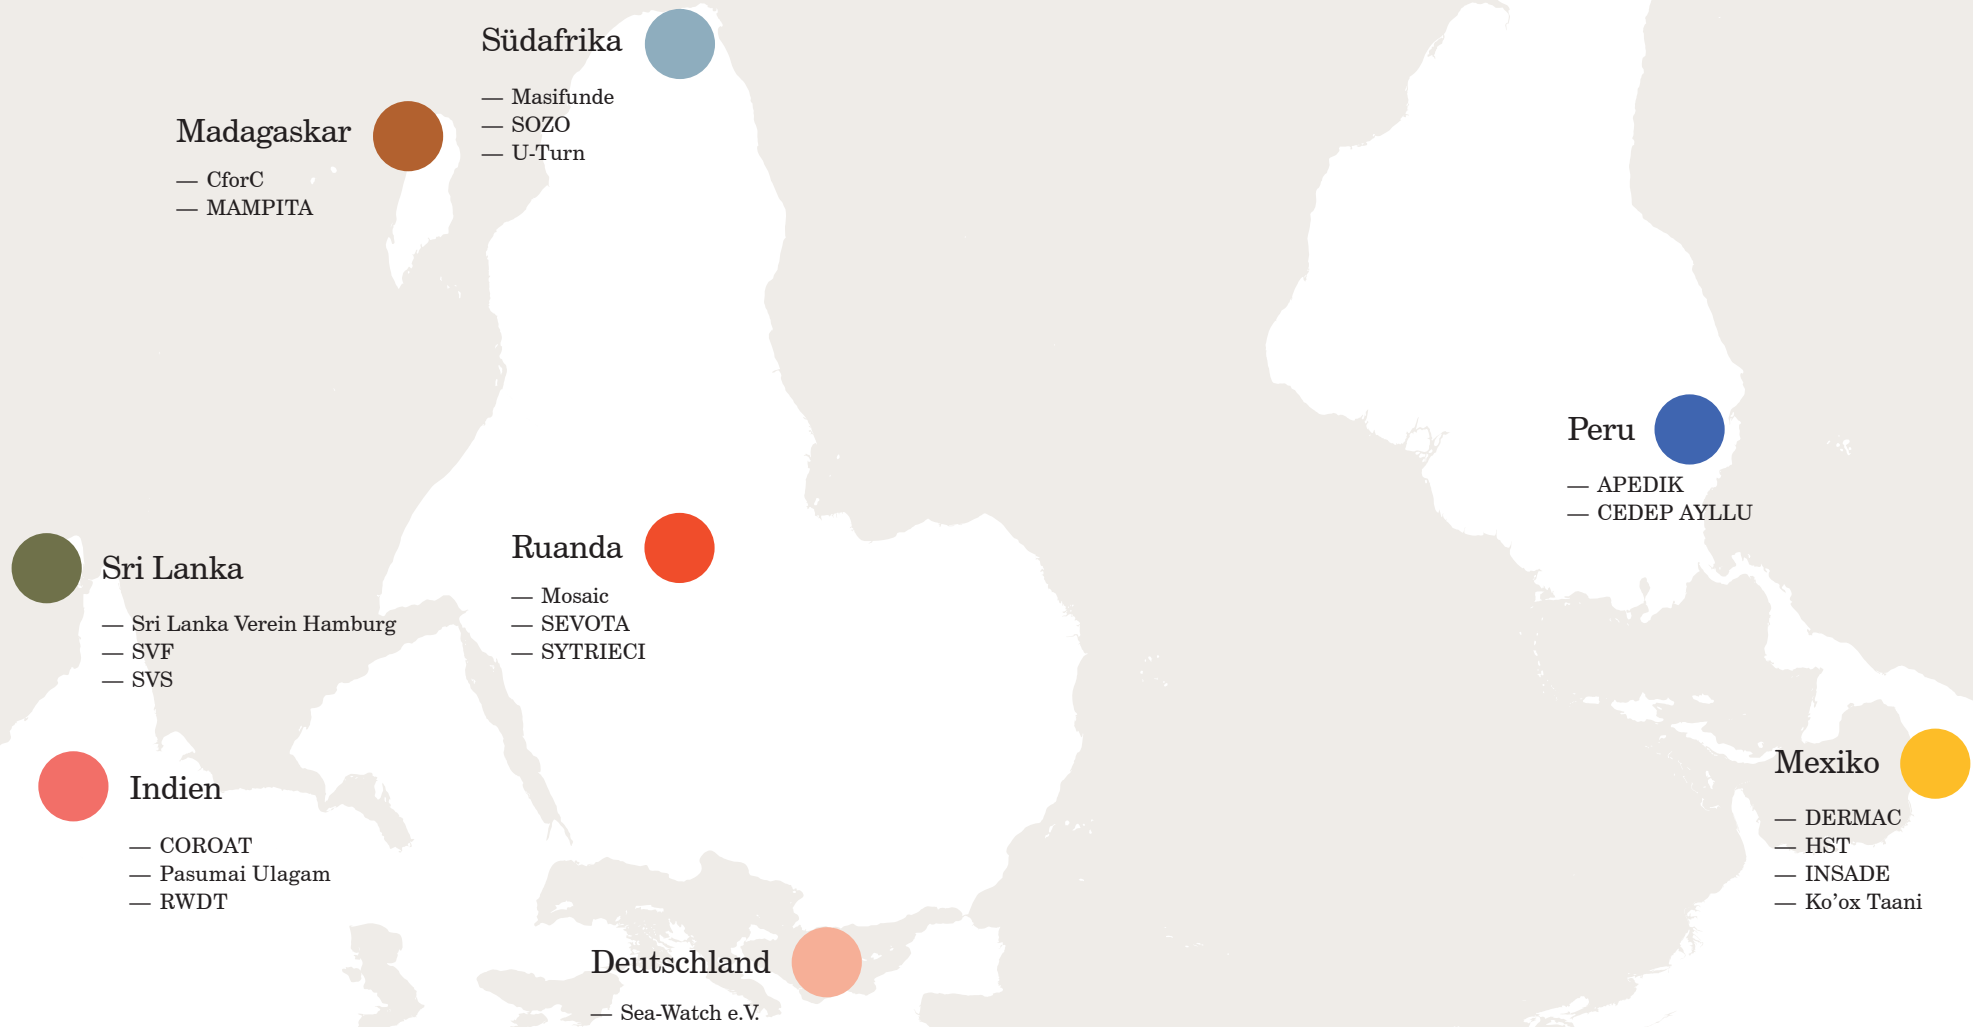 Südafrika
— Masifunde
— SOZO
— U-Turn
Madagaskar
— CforC
— MAMPITA
Peru
— APEDIK
— CEDEP AYLLU
Ruanda
— Mosaic
— SEVOTA
— SYTRIECI
Sri Lanka
— Sri Lanka Verein Hamburg
— SVF
— SVS
Indien
— COROAT
— Pasumai Ulagam
— RWDT
Mexiko
— DERMAC
— HST
— INSADE
— Ko’ox Taani
Deutschland
— Sea-Watch e.V.